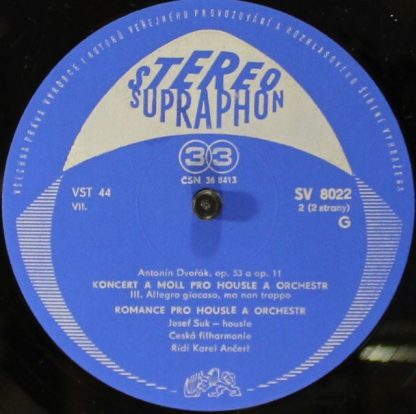 VŠECHNA PRÁVA VÝROBCE I AUTORŮ VEŘEJNÉHO PROVOZOVÁNÍ A ROZHLASOVÉHO ŠÍŘENÍ VYHRAZENA
STEREO
SUPRAPHON
33
ČSN 36 8413
VST 44
VII.
SV 8022
2 (2 strany)
G
Antonín Dvořák, op. 53 a op. 11
KONCERT A MOLL PRO HOUSLE A ORCHESTR
III. Allegro giocoso, ma non troppo
ROMANCE PRO HOUSLE A ORCHESTR
Josef Suk – housle
Česká filharmonie
Řídí Karel Ančerl